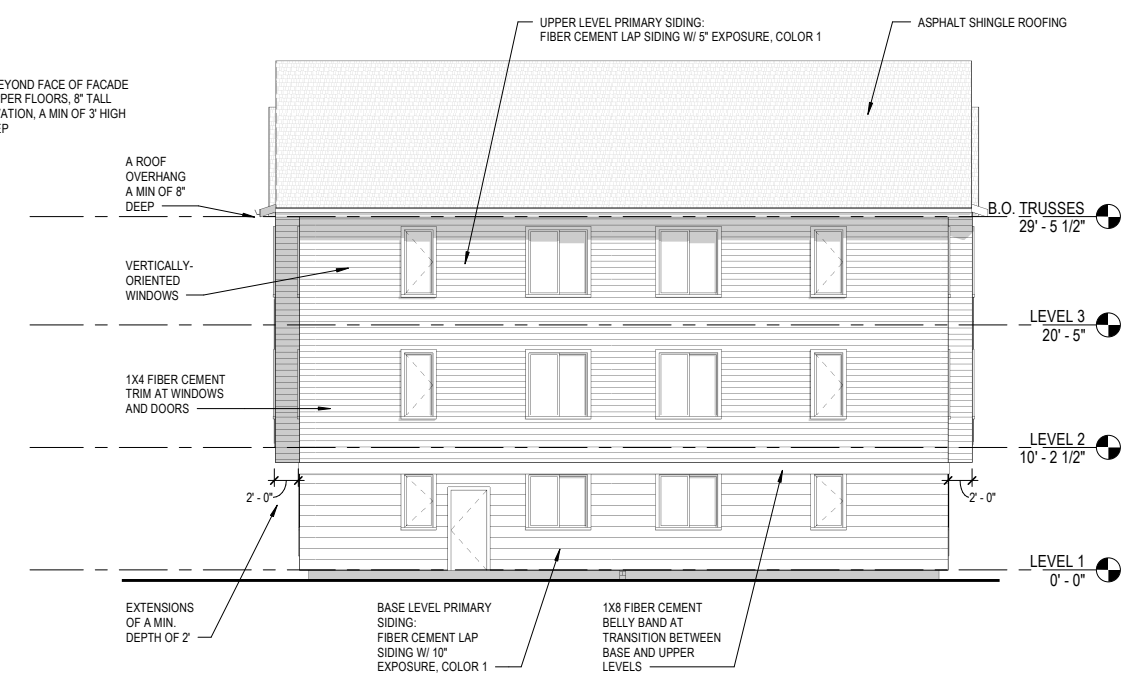 UPPER LEVEL PRIMARY SIDING:
FIBER CEMENT LAP SIDING W/ 5" EXPOSURE, COLOR 1
ASPHALT SHINGLE ROOFING
EYOND FACE OF FACADE
PER FLOORS, 8" TALL
ATION, A MIN OF 3' HIGH
EP
A ROOF
OVERHANG
A MIN OF 8"
DEEP
B.O. TRUSSES
29' - 5 1/2"
VERTICALLY-
ORIENTED
WINDOWS
LEVEL 3
20' - 5"
1X4 FIBER CEMENT
TRIM AT WINDOWS
AND DOORS
LEVEL 2
10' - 2 1/2"
2' - 0"
2' - 0"
LEVEL 1
0' - 0"
EXTENSIONS
OF A MIN.
DEPTH OF 2'
BASE LEVEL PRIMARY
SIDING:
FIBER CEMENT LAP
SIDING W/ 10"
EXPOSURE, COLOR 1
1X8 FIBER CEMENT
BELLY BAND AT
TRANSITION BETWEEN
BASE AND UPPER
LEVELS